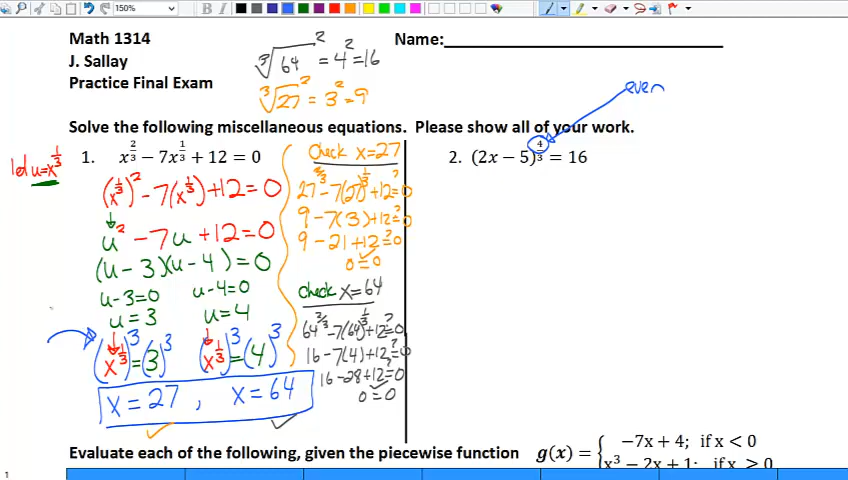 150%
Math 1314
Name:
J. Sallay
Practice Final Exam
∛64² = 4² = 16
∛27² = 3² = 9
even
Solve the following miscellaneous equations. Please show all of your work.
let u = x^(1/3)
1. x^(2/3) − 7x^(1/3) + 12 = 0
(x^(1/3))² − 7(x^(1/3)) + 12 = 0
u² − 7u + 12 = 0
(u − 3)(u − 4) = 0
u − 3 = 0 u − 4 = 0
u = 3 u = 4
(x^(1/3))³ = (3)³ (x^(1/3))³ = (4)³
x = 27 , x = 64
check x = 27
27^(2/3) − 7(27)^(1/3) + 12 ?= 0
9 − 7(3) + 12 ?= 0
9 − 21 + 12 ?= 0
0 = 0
check x = 64
64^(2/3) − 7(64)^(1/3) + 12 ?= 0
16 − 7(4) + 12 ?= 0
16 − 28 + 12 ?= 0
0 = 0
2. (2x − 5)^(4/3) = 16
Evaluate each of the following, given the piecewise function g(x) = { −7x + 4; if x < 0
x³ − 2x + 1; if x ≥ 0
1